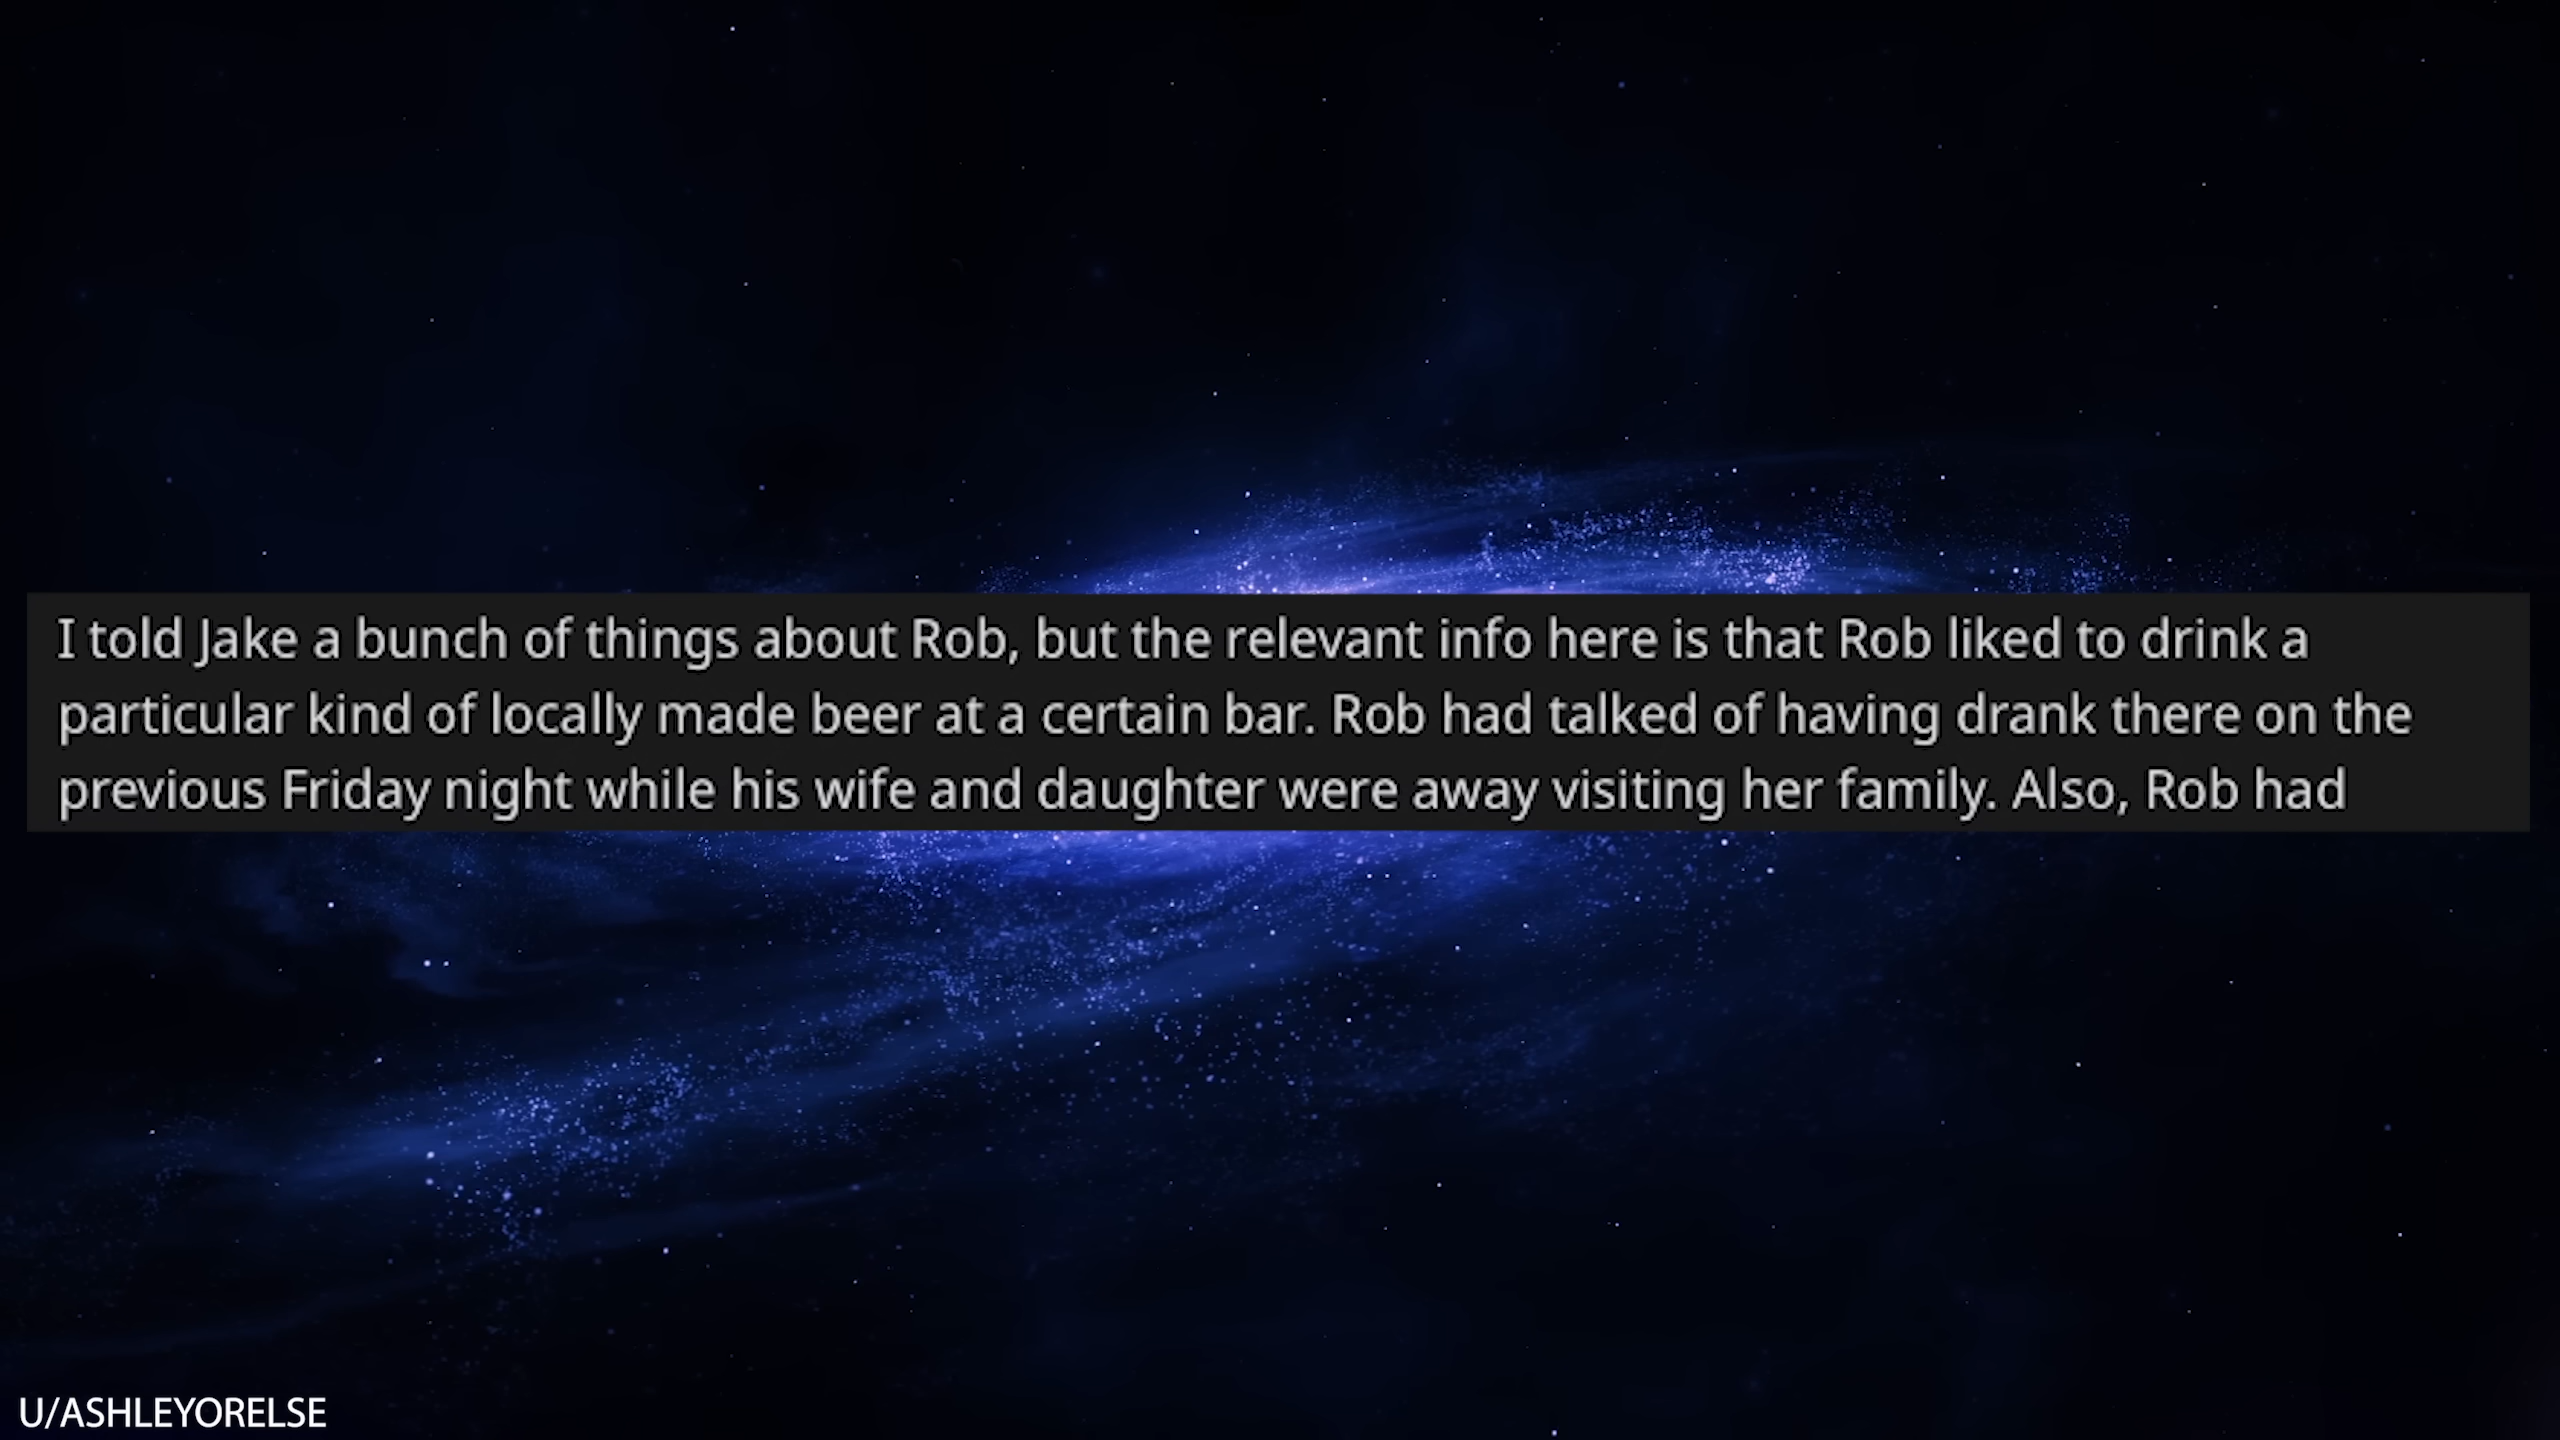 I told Jake a bunch of things about Rob, but the relevant info here is that Rob liked to drink a
particular kind of locally made beer at a certain bar. Rob had talked of having drank there on the
previous Friday night while his wife and daughter were away visiting her family. Also, Rob had
U/ASHLEYORELSE